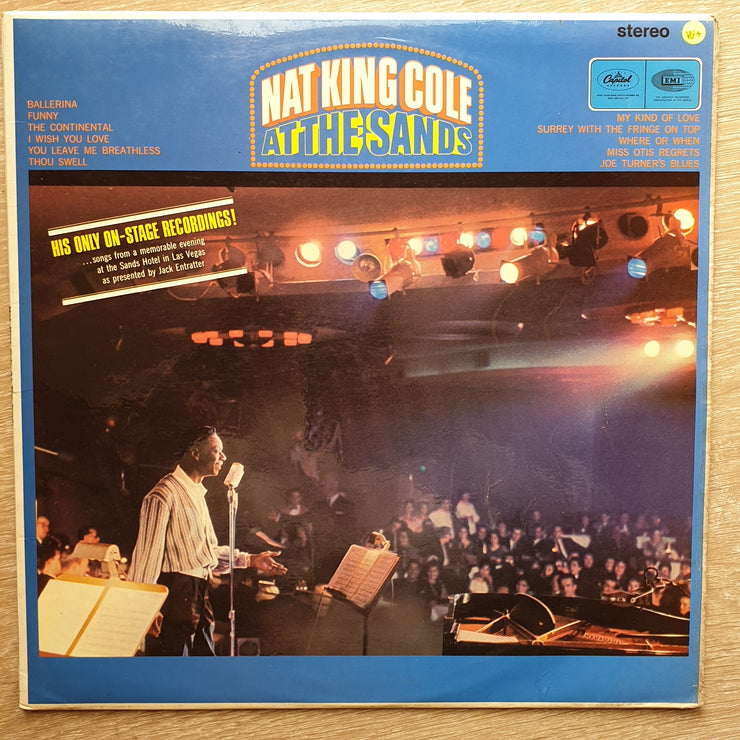 stereo
VG+
NAT KING COLE
AT THE SANDS
Capitol
RECORDS
EMI
BALLERINA
FUNNY
THE CONTINENTAL
I WISH YOU LOVE
YOU LEAVE ME BREATHLESS
THOU SWELL
MY KIND OF LOVE
SURREY WITH THE FRINGE ON TOP
WHERE OR WHEN
MISS OTIS REGRETS
JOE TURNER'S BLUES
HIS ONLY ON-STAGE RECORDINGS!
...songs from a memorable evening
at the Sands Hotel in Las Vegas
as presented by Jack Entratter